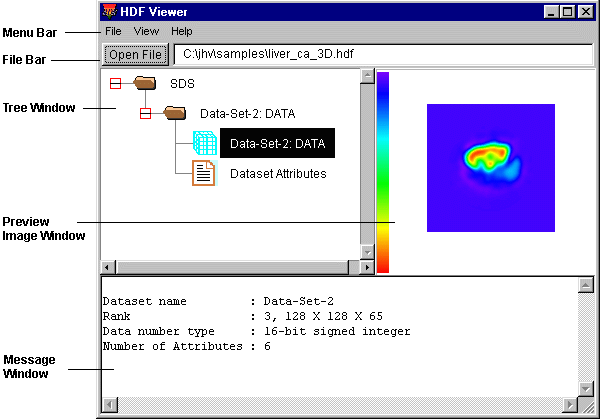 HDF Viewer
Menu Bar
File View Help
File Bar
Open File C:\jhv\samples\liver_ca_3D.hdf
SDS
Tree Window
Data-Set-2: DATA
Data-Set-2: DATA
Dataset Attributes
Preview
Image Window
Dataset name : Data-Set-2
Rank : 3, 128 X 128 X 65
Data number type : 16-bit signed integer
Number of Attributes : 6
Message
Window